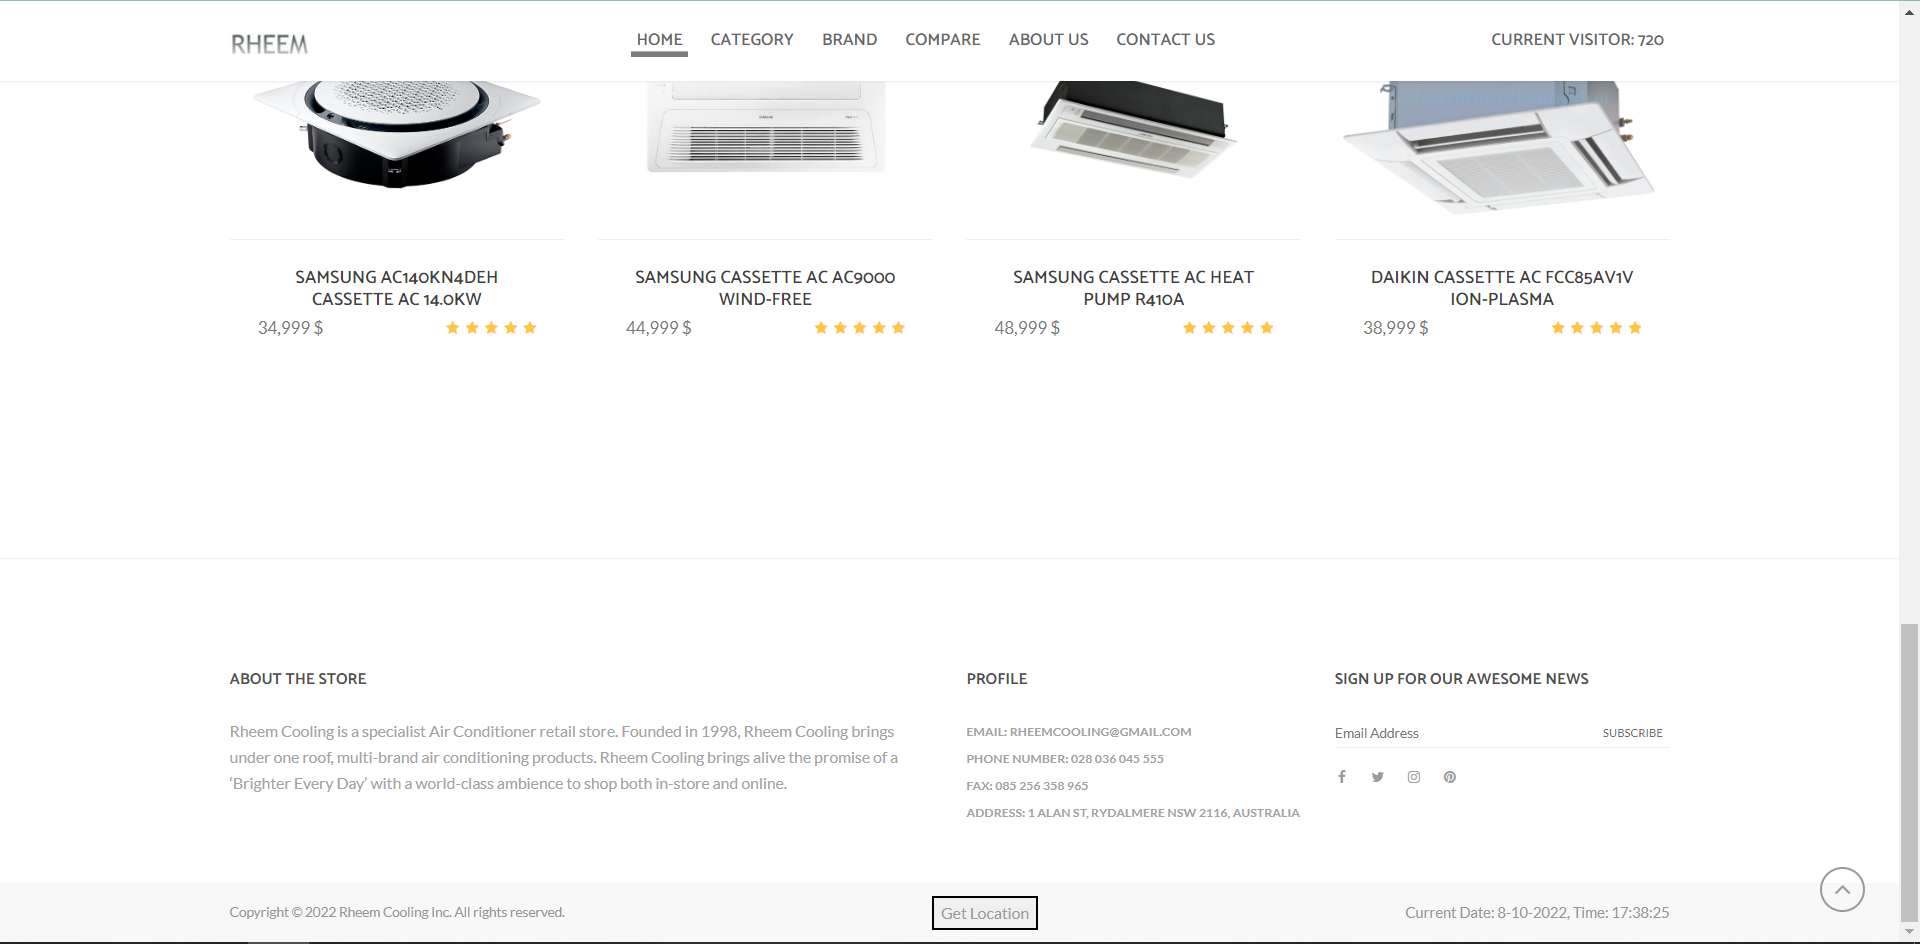 RHEEM
HOME CATEGORY BRAND COMPARE ABOUT US CONTACT US
CURRENT VISITOR: 720
SAMSUNG AC140KN4DEH
CASSETTE AC 14.0KW
34,999 $
SAMSUNG CASSETTE AC AC9000
WIND-FREE
44,999 $
SAMSUNG CASSETTE AC HEAT
PUMP R410A
48,999 $
DAIKIN CASSETTE AC FCC85AV1V
ION-PLASMA
38,999 $
ABOUT THE STORE
Rheem Cooling is a specialist Air Conditioner retail store. Founded in 1998, Rheem Cooling brings
under one roof, multi-brand air conditioning products. Rheem Cooling brings alive the promise of a
‘Brighter Every Day’ with a world-class ambience to shop both in-store and online.
PROFILE
EMAIL: RHEEMCOOLING@GMAIL.COM
PHONE NUMBER: 028 036 045 555
FAX: 085 256 358 965
ADDRESS: 1 ALAN ST, RYDALMERE NSW 2116, AUSTRALIA
SIGN UP FOR OUR AWESOME NEWS
Email Address SUBSCRIBE
Copyright © 2022 Rheem Cooling Inc. All rights reserved.
Get Location
Current Date: 8-10-2022, Time: 17:38:25